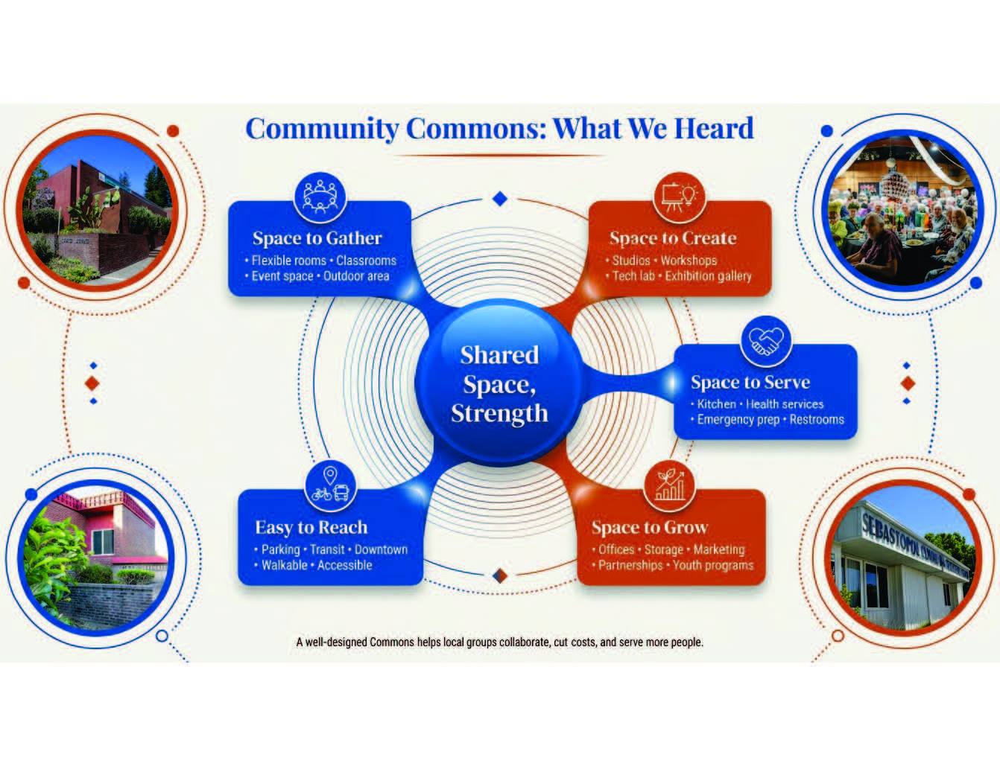 Community Commons: What We Heard
Space to Gather
• Flexible rooms • Classrooms
• Event space • Outdoor area
Space to Create
• Studios • Workshops
• Tech lab • Exhibition gallery
Shared
Space,
Strength
Space to Serve
• Kitchen • Health services
• Emergency prep • Restrooms
Easy to Reach
• Parking • Transit • Downtown
• Walkable • Accessible
Space to Grow
• Offices • Storage • Marketing
• Partnerships • Youth programs
SEBASTOPOL
A well-designed Commons helps local groups collaborate, cut costs, and serve more people.